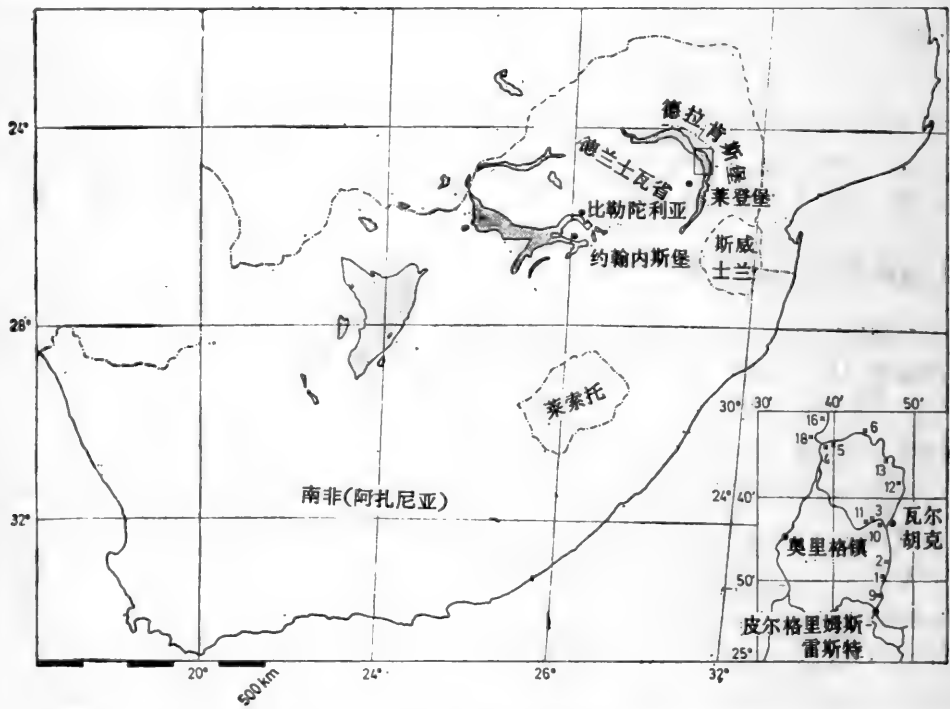 24°
德拉肯斯堡
德兰士瓦省
莱登堡
比勒陀利亚
约翰内斯堡
斯威
士兰
28°
莱索托
南非(阿扎尼亚)
32°
20°
24°
26°
32°
500km
30°
30'
40'
50'
16
6
18
4
5
13
12
24° 40'
11
3
10
瓦尔
胡克
奥里格镇
2
50'
1
9
皮尔格里姆斯
雷斯特
25°